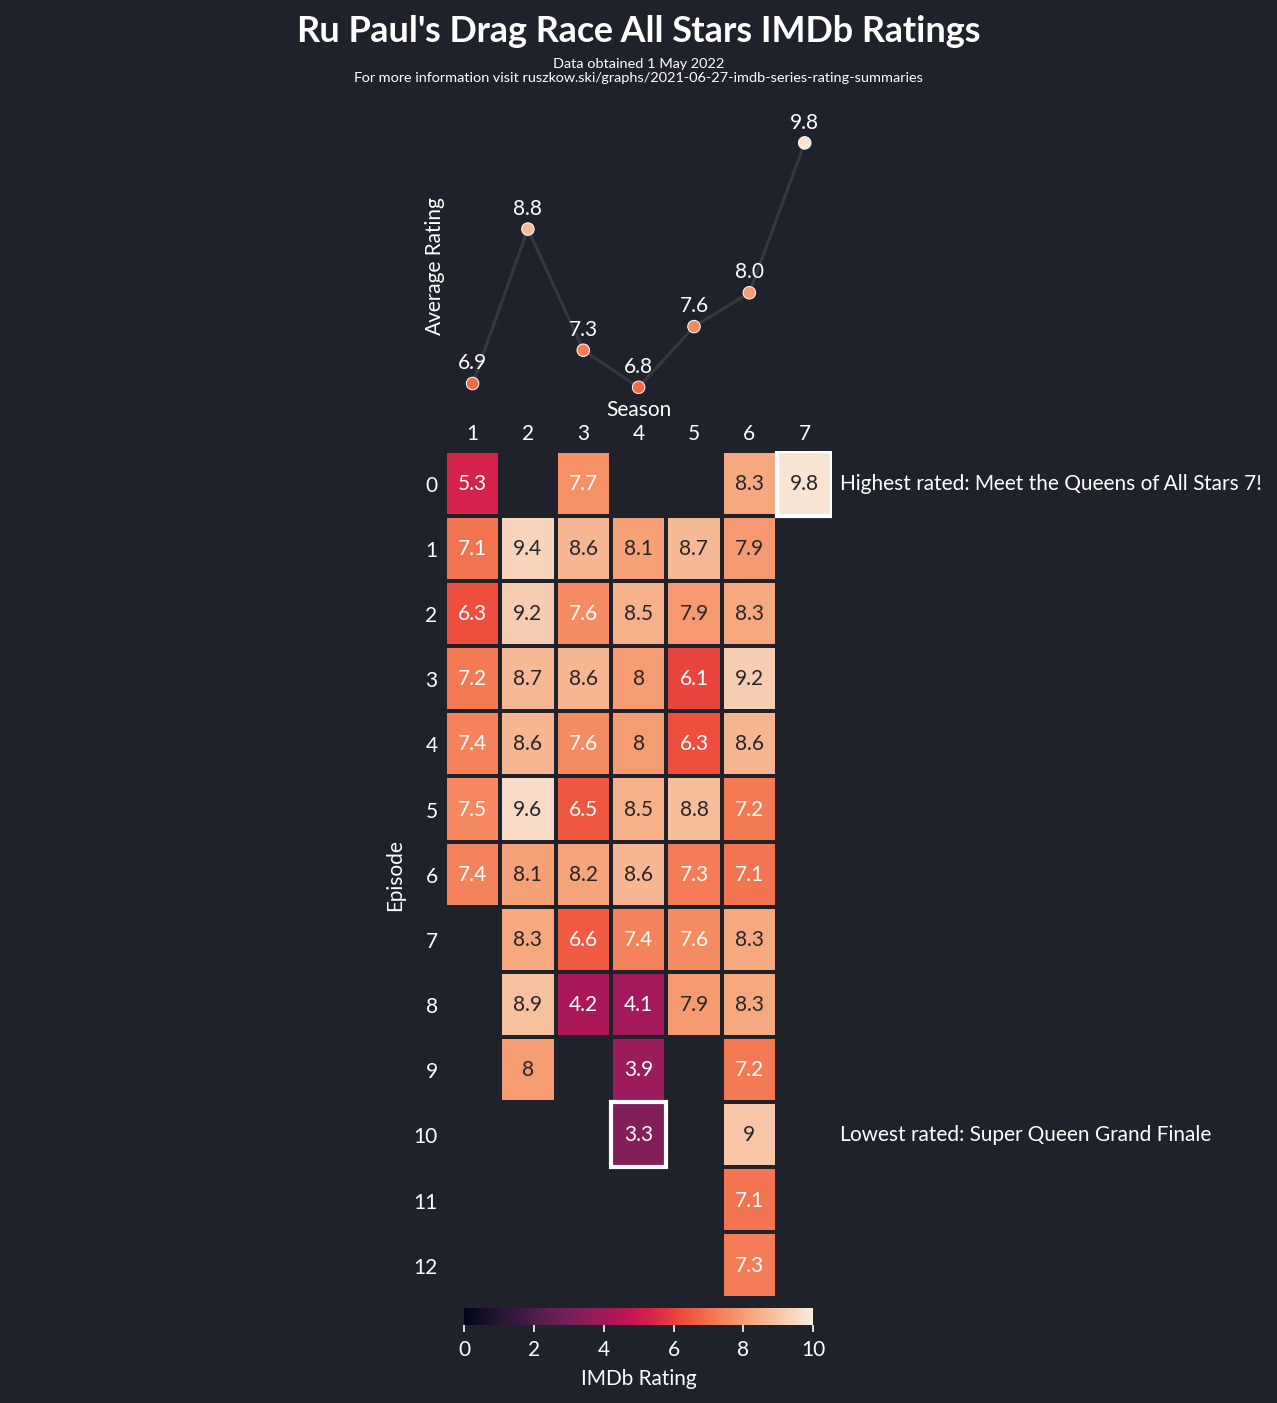 Ru Paul's Drag Race All Stars IMDb Ratings
Data obtained 1 May 2022
For more information visit ruszkow.ski/graphs/2021-06-27-imdb-series-rating-summaries
9.8
8.8
8.0
7.6
7.3
6.9
6.8
Average Rating
Season
1 2 3 4 5 6 7
0 5.3 7.7 8.3 9.8 Highest rated: Meet the Queens of All Stars 7!
1 7.1 9.4 8.6 8.1 8.7 7.9
2 6.3 9.2 7.6 8.5 7.9 8.3
3 7.2 8.7 8.6 8 6.1 9.2
4 7.4 8.6 7.6 8 6.3 8.6
5 7.5 9.6 6.5 8.5 8.8 7.2
6 7.4 8.1 8.2 8.6 7.3 7.1
Episode
7 8.3 6.6 7.4 7.6 8.3
8 8.9 4.2 4.1 7.9 8.3
9 8 3.9 7.2
10 3.3 9 Lowest rated: Super Queen Grand Finale
11 7.1
12 7.3
0 2 4 6 8 10
IMDb Rating